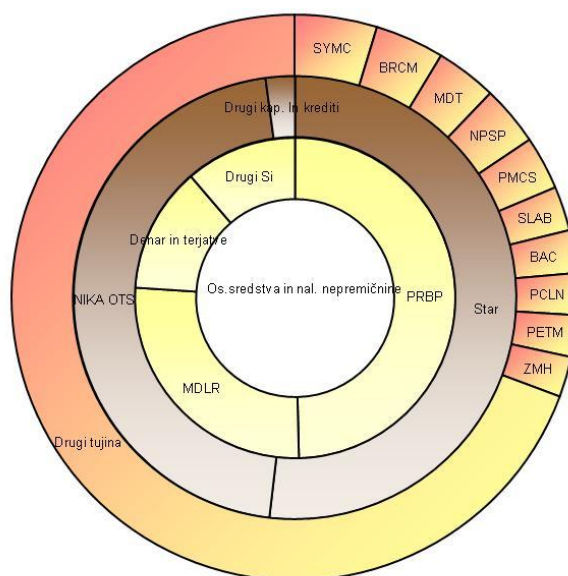 SYMC
BRCM
MDT
NPSP
PMCS
SLAB
BAC
PCLN
PETM
ZMH
Drugi tujina
Drugi kap. In krediti
Star
NIKA OTS
Drugi Si
Denar in terjatve
MDLR
PRBP
Os.sredstva in nal. nepremičnine